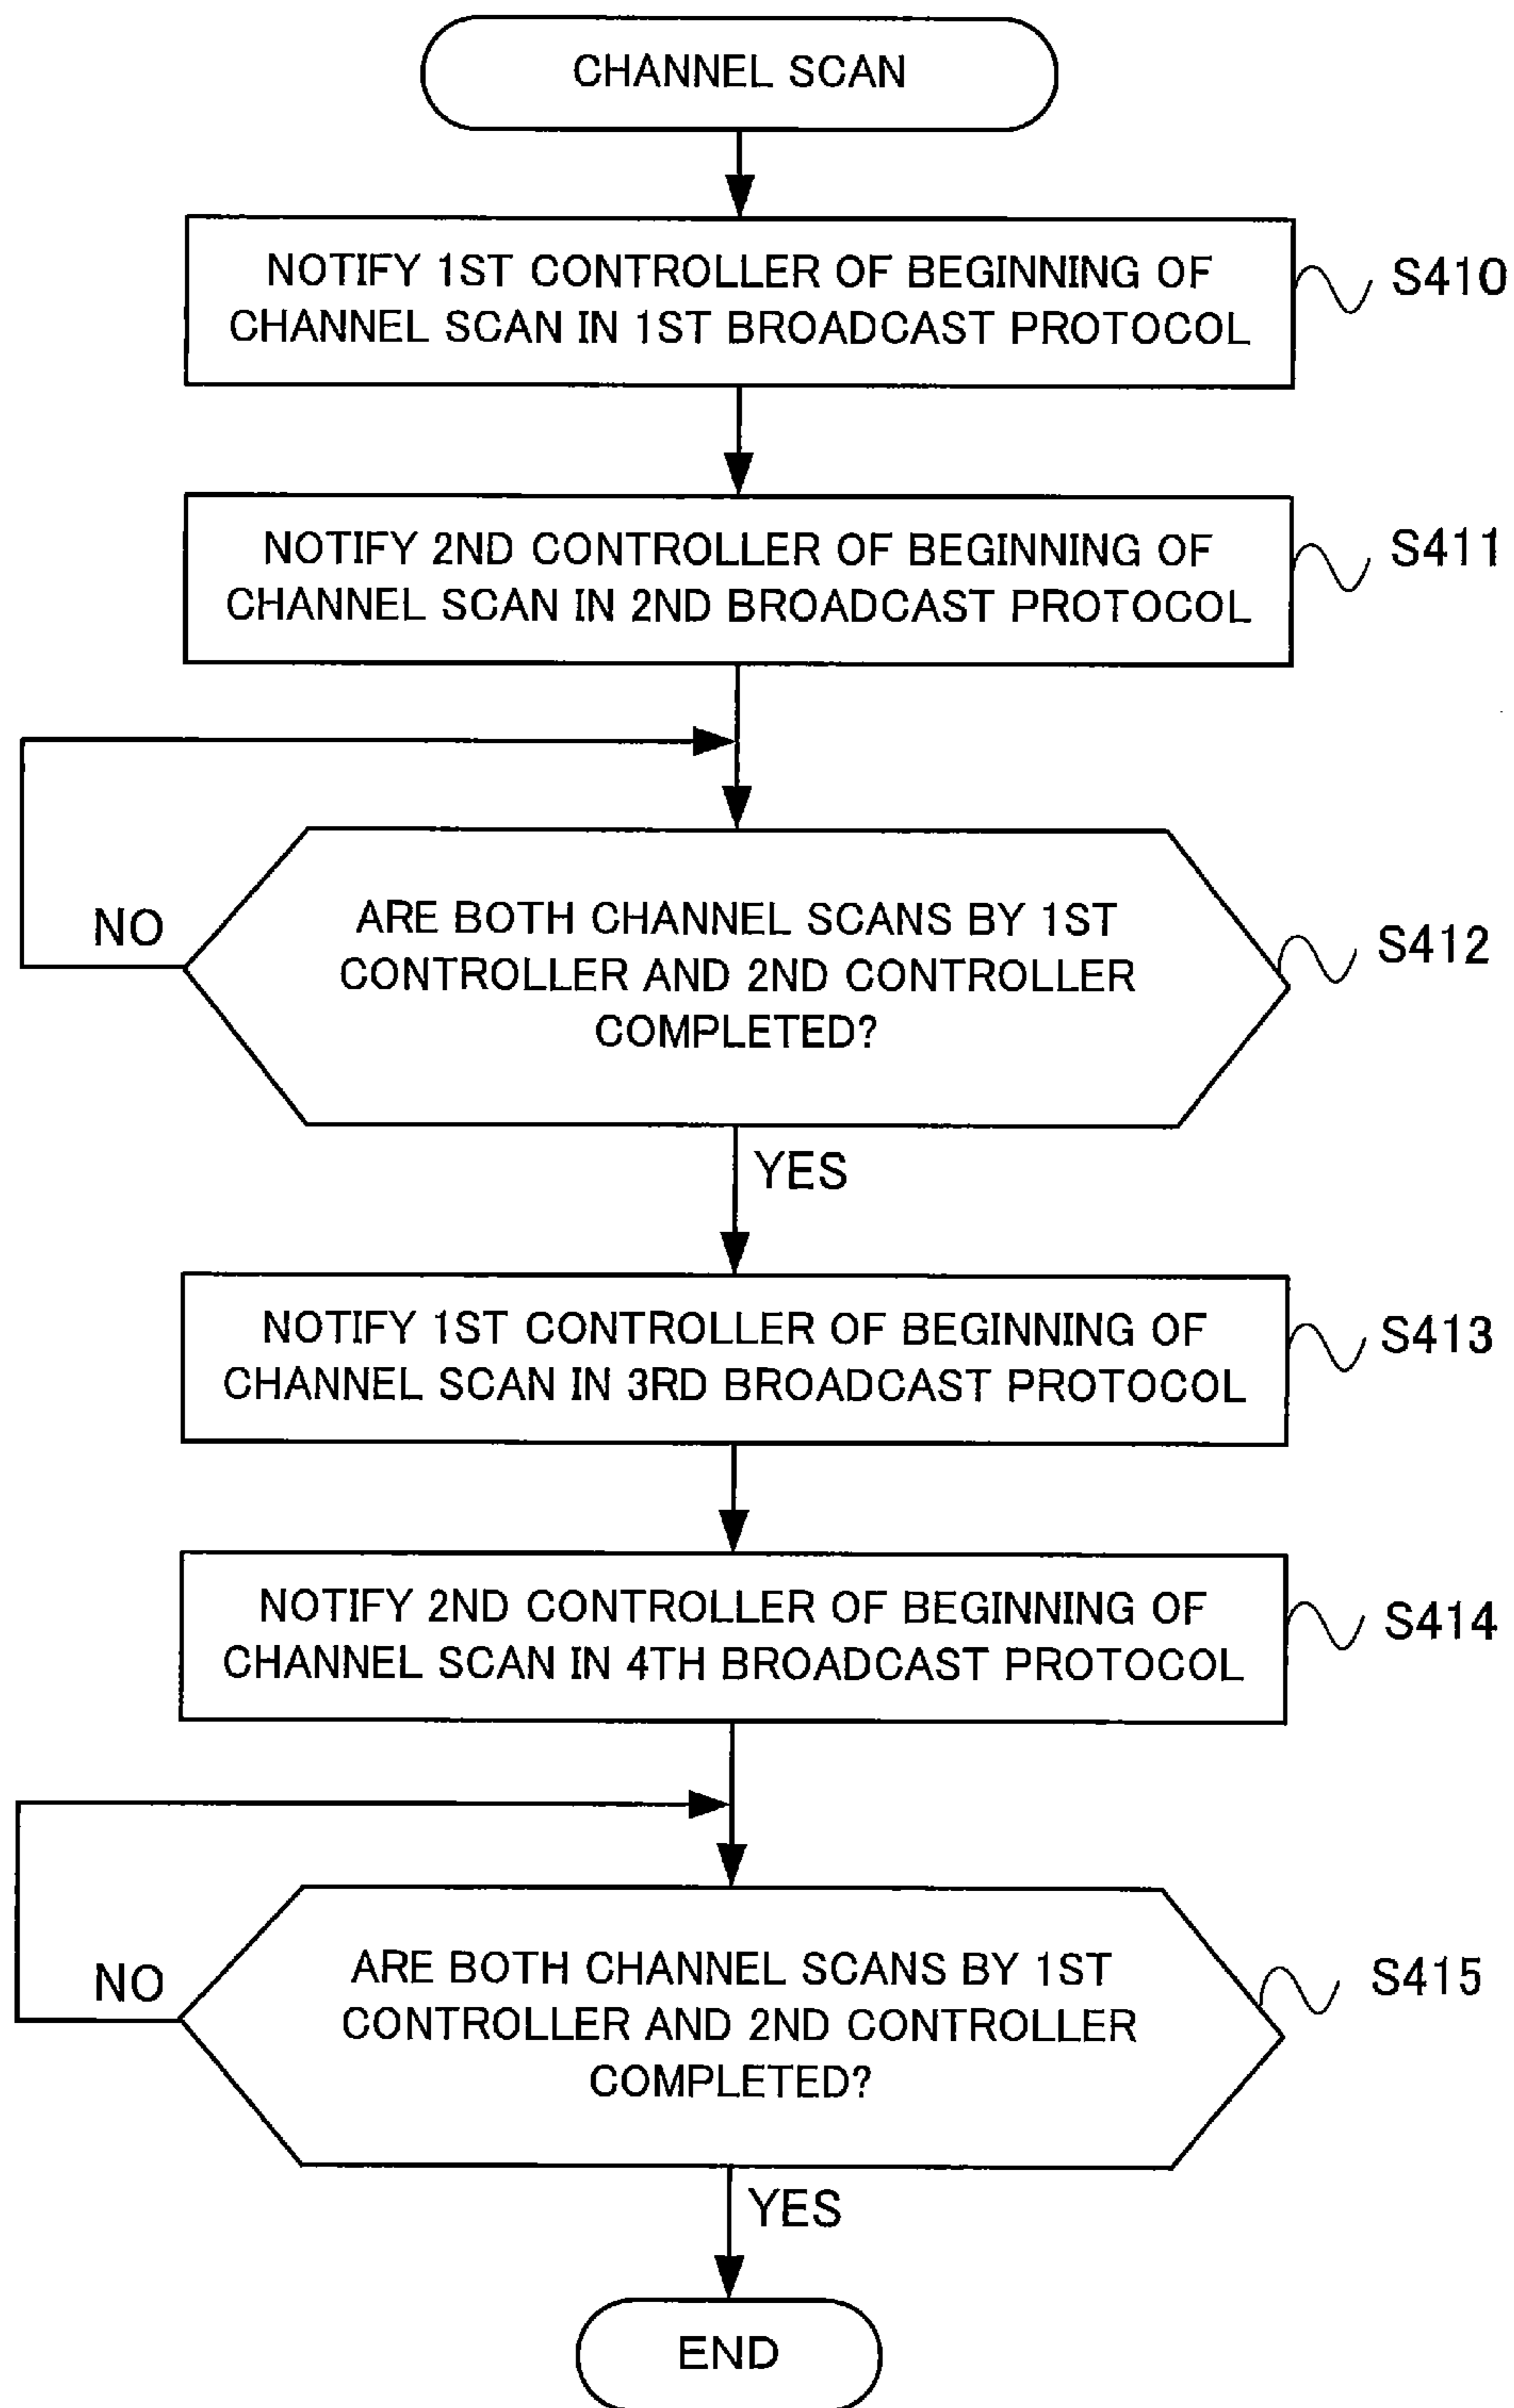 CHANNEL SCAN
NOTIFY 1ST CONTROLLER OF BEGINNING OF
CHANNEL SCAN IN 1ST BROADCAST PROTOCOL
S410
NOTIFY 2ND CONTROLLER OF BEGINNING OF
CHANNEL SCAN IN 2ND BROADCAST PROTOCOL
S411
NO
ARE BOTH CHANNEL SCANS BY 1ST
CONTROLLER AND 2ND CONTROLLER
COMPLETED?
S412
YES
NOTIFY 1ST CONTROLLER OF BEGINNING OF
CHANNEL SCAN IN 3RD BROADCAST PROTOCOL
S413
NOTIFY 2ND CONTROLLER OF BEGINNING OF
CHANNEL SCAN IN 4TH BROADCAST PROTOCOL
S414
NO
ARE BOTH CHANNEL SCANS BY 1ST
CONTROLLER AND 2ND CONTROLLER
COMPLETED?
S415
YES
END